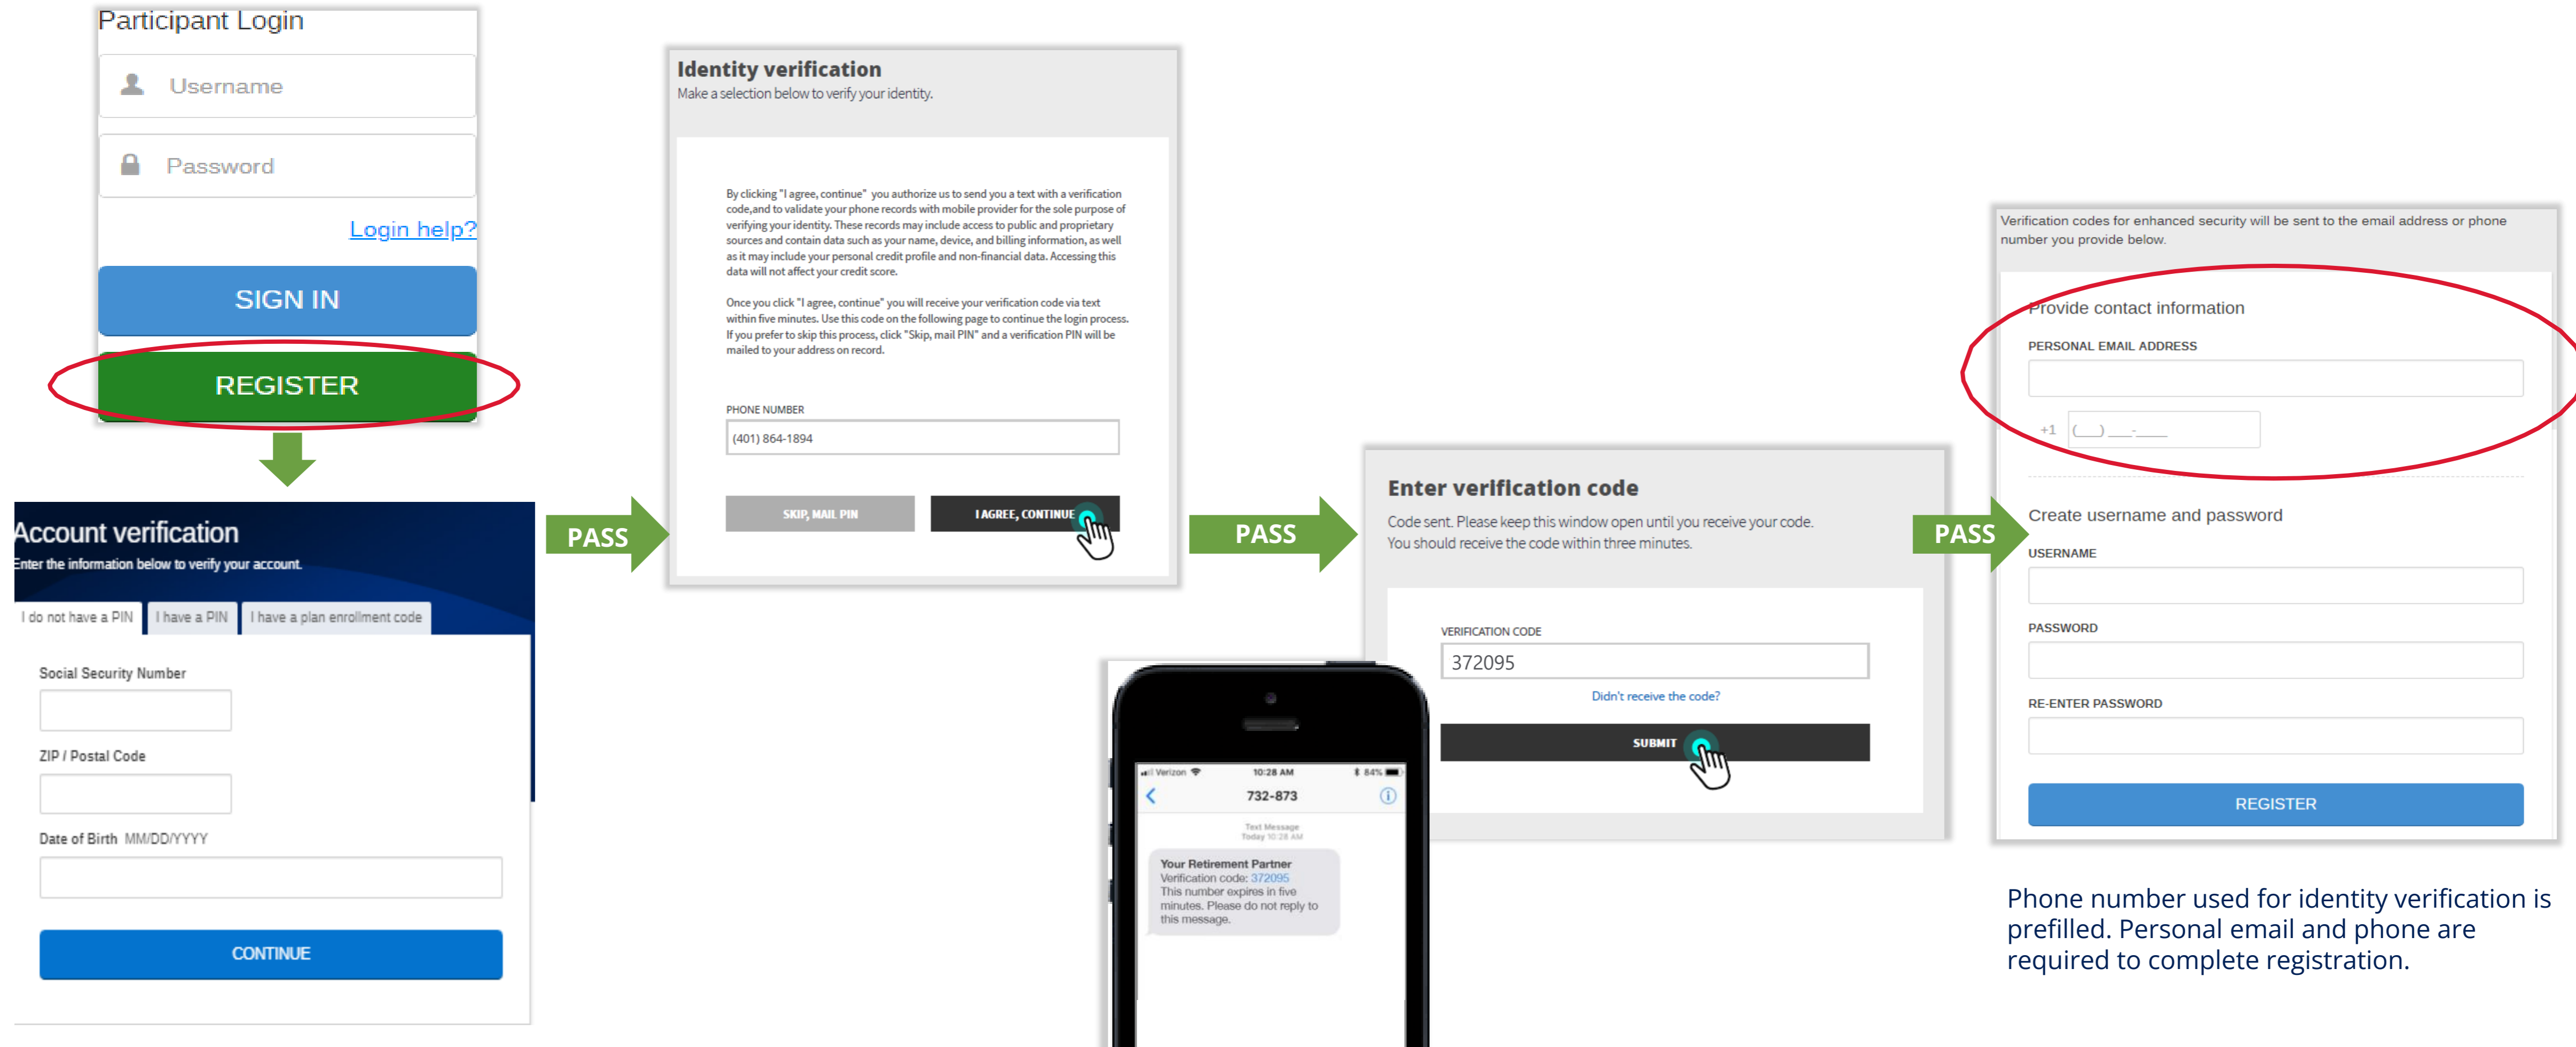 Participant Login
Username
Password
Login help?
SIGN IN
REGISTER
Account verification
Enter the information below to verify your account.
I do not have a PIN
I have a PIN
I have a plan enrollment code
Social Security Number
ZIP / Postal Code
Date of Birth MM/DD/YYYY
CONTINUE
PASS
Identity verification
Make a selection below to verify your identity.
By clicking "I agree, continue" you authorize us to send you a text with a verification
code,and to validate your phone records with mobile provider for the sole purpose of
verifying your identity. These records may include access to public and proprietary
sources and contain data such as your name, device, and billing information, as well
as it may include your personal credit profile and non-financial data. Accessing this
data will not affect your credit score.
Once you click "I agree, continue" you will receive your verification code via text
within five minutes. Use this code on the following page to continue the login process.
If you prefer to skip this process, click "Skip, mail PIN" and a verification PIN will be
mailed to your address on record.
PHONE NUMBER
(401) 864-1894
SKIP, MAIL PIN
I AGREE, CONTINUE
PASS
Enter verification code
Code sent. Please keep this window open until you receive your code.
You should receive the code within three minutes.
VERIFICATION CODE
372095
Didn't receive the code?
SUBMIT
Verizon
10:28 AM
84%
732-873
Text Message
Today 10:28 AM
Your Retirement Partner
Verification code: 372095
This number expires in five
minutes. Please do not reply to
this message.
PASS
Verification codes for enhanced security will be sent to the email address or phone
number you provide below.
Provide contact information
PERSONAL EMAIL ADDRESS
+1 (__) ___-____
Create username and password
USERNAME
PASSWORD
RE-ENTER PASSWORD
REGISTER
Phone number used for identity verification is
prefilled. Personal email and phone are
required to complete registration.